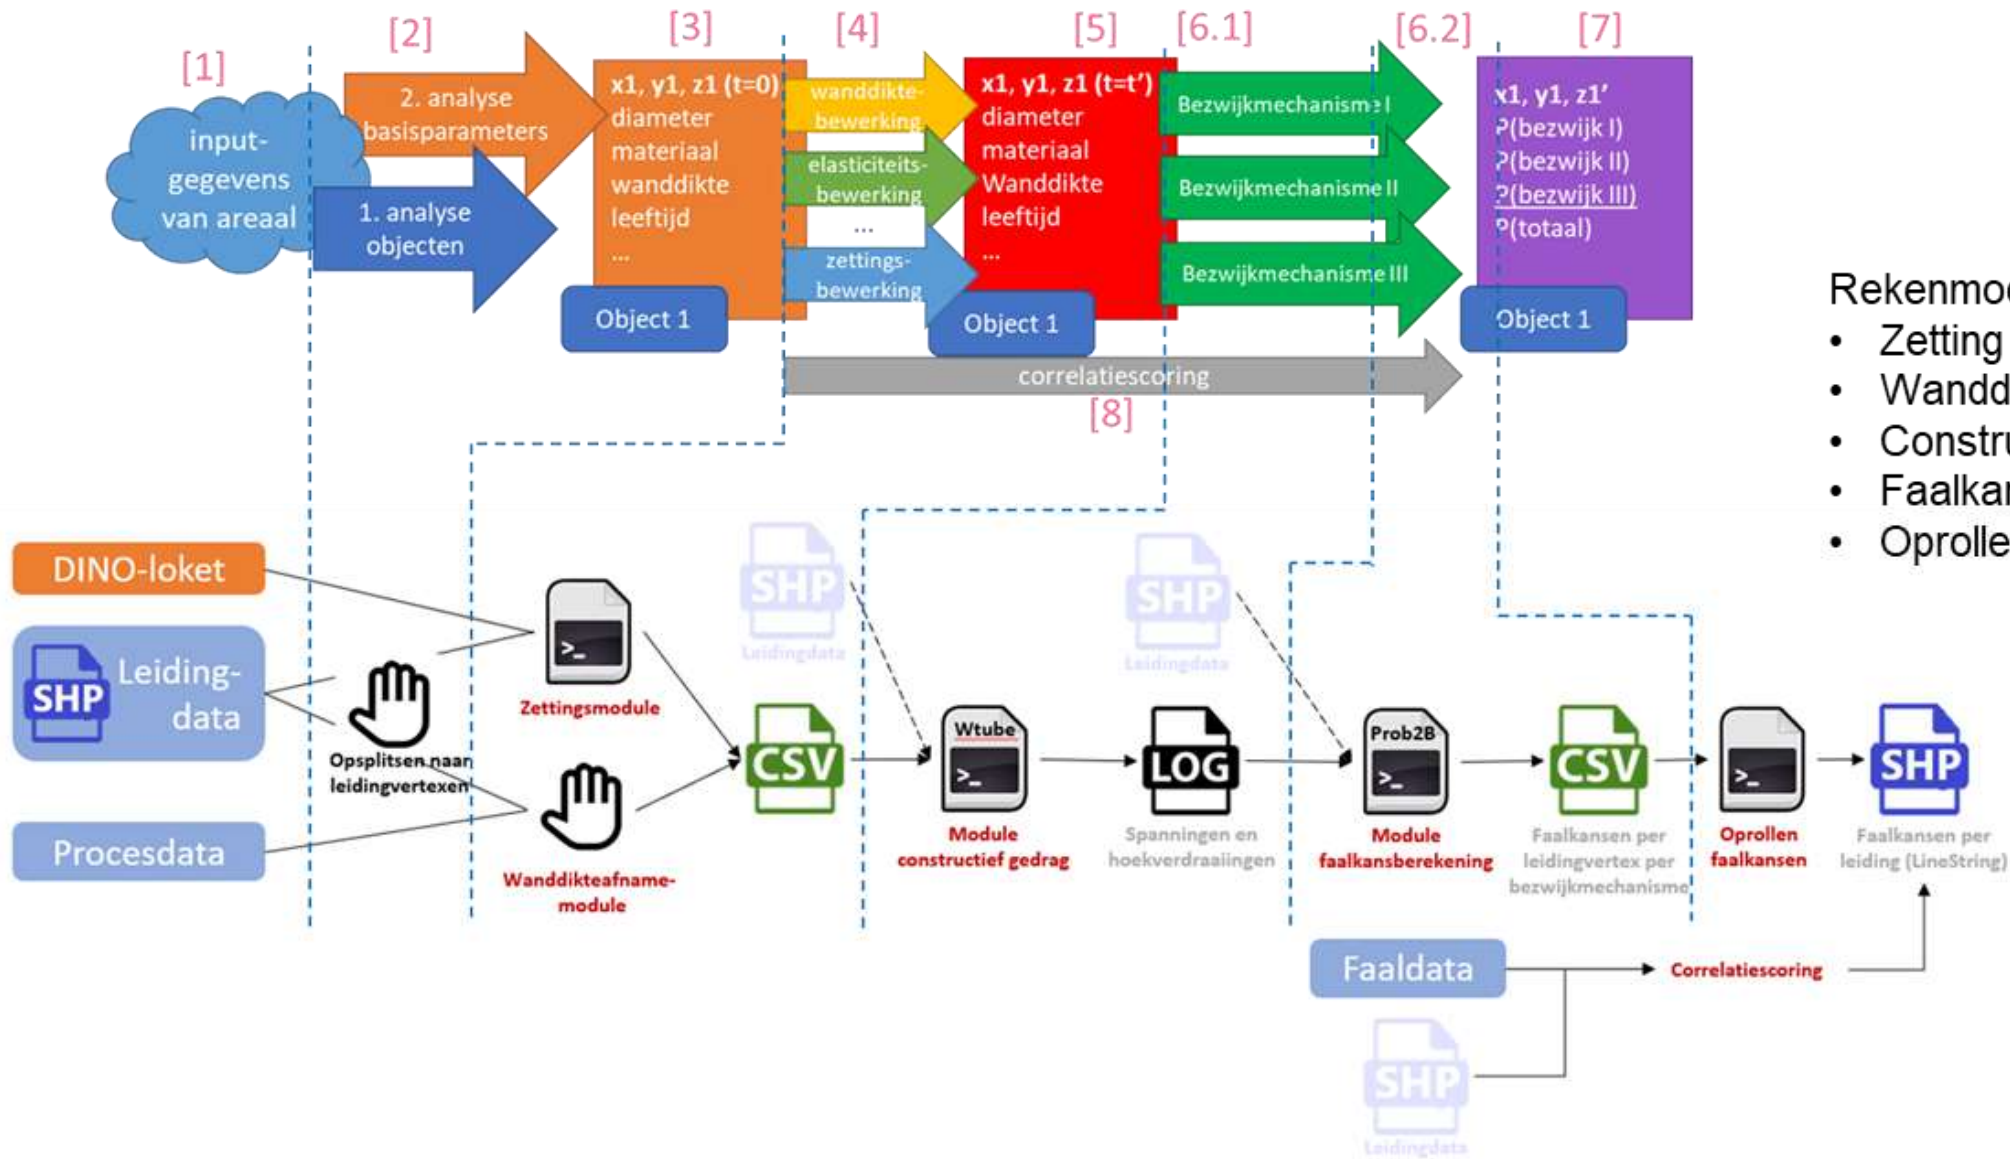 [1]
[2]
[3]
[4]
[5]
[6.1]
[6.2]
[7]
input-
gegevens
van areaal
2. analyse
basisparameters
1. analyse
objecten
x1, y1, z1 (t=0)
diameter
materiaal
wanddikte
leeftijd
...
Object 1
wanddikte-
bewerking
elasticiteits-
bewerking
...
zettings-
bewerking
x1, y1, z1 (t=t')
diameter
materiaal
Wanddikte
leeftijd
...
Object 1
Bezwijkmechanisme I
Bezwijkmechanisme II
Bezwijkmechanisme III
x1, y1, z1'
P(bezwijk I)
P(bezwijk II)
P(bezwijk III)
P(totaal)
Object 1
correlatiescoring
[8]
• Zetting
•
•
•
•
DINO-loket
SHP
Leiding-
data
Procesdata
Opsplitsen naar
leidingvertexen
>_
Zettingsmodule
Wanddikteafname-
module
SHP
Leidingdata
CSV
Wtube
>_
Module
constructief gedrag
SHP
Leidingdata
LOG
Spanningen en
hoekverdraaiingen
Prob2B
>_
Module
faalkansberekening
CSV
Faalkansen per
leidingvertex per
bezwijkmechanisme
>_
Oprollen
faalkansen
SHP
Faalkansen per
leiding (LineString)
Faaldata
Correlatiescoring
SHP
Leidingdata